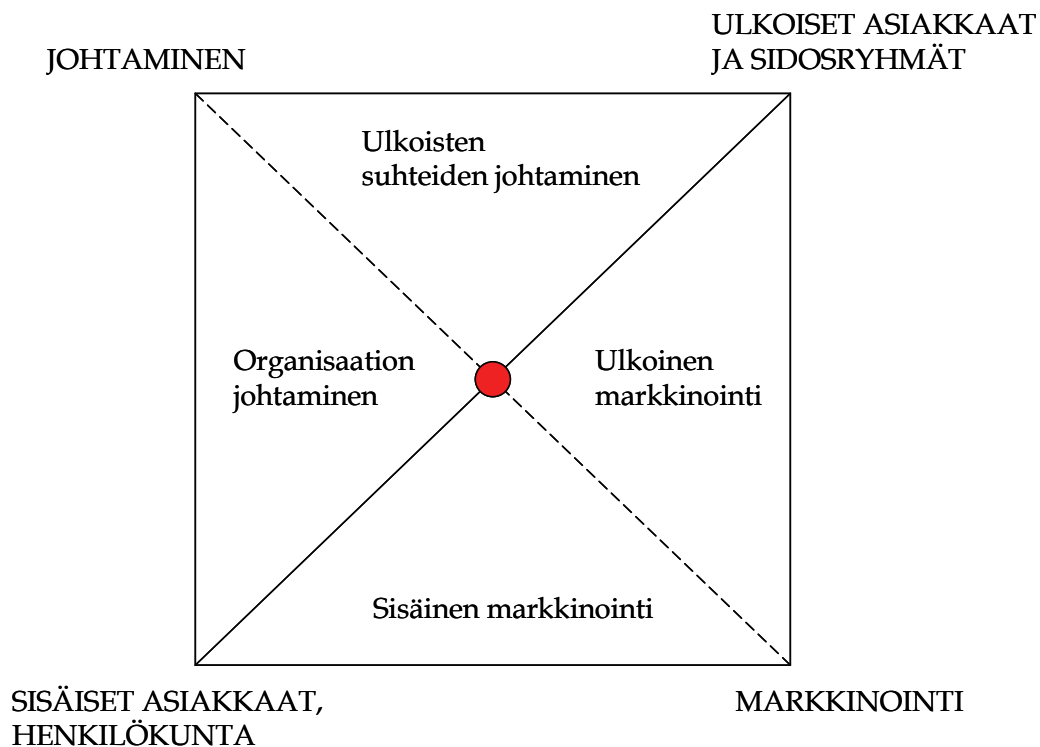 JOHTAMINEN
ULKOISET ASIAKKAAT
JA SIDOSRYHMÄT
Ulkoisten
suhteiden johtaminen
Organisaation
johtaminen
Ulkoinen
markkinointi
Sisäinen markkinointi
SISÄISET ASIAKKAAT,
HENKILÖKUNTA
MARKKINOINTI